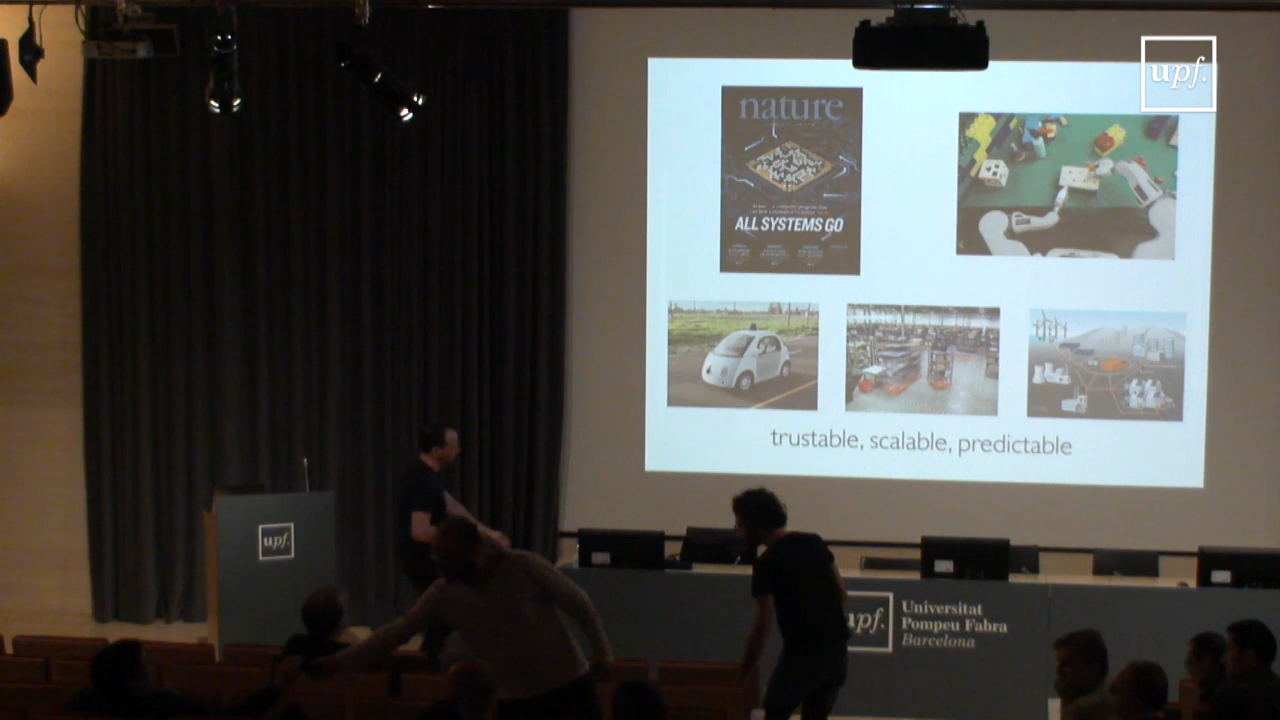 upf.
nature
ALL SYSTEMS GO
trustable, scalable, predictable
upf.
upf.
Universitat
Pompeu Fabra
Barcelona